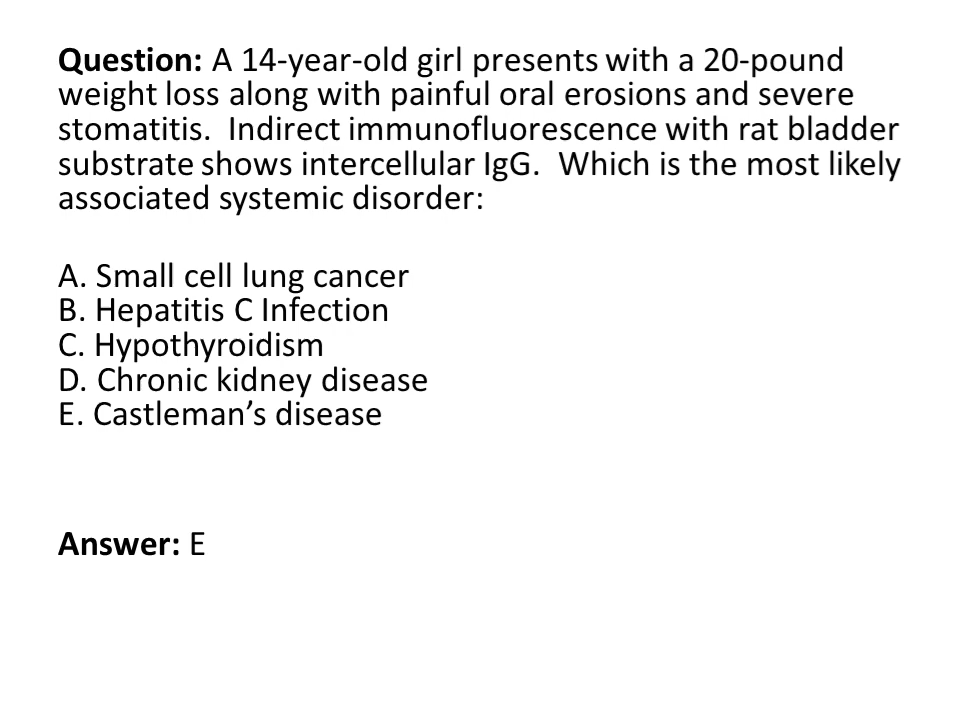 Question: A 14-year-old girl presents with a 20-pound
weight loss along with painful oral erosions and severe
stomatitis.  Indirect immunofluorescence with rat bladder
substrate shows intercellular IgG.  Which is the most likely
associated systemic disorder:
A. Small cell lung cancer
B. Hepatitis C Infection
C. Hypothyroidism
D. Chronic kidney disease
E. Castleman’s disease
Answer: E